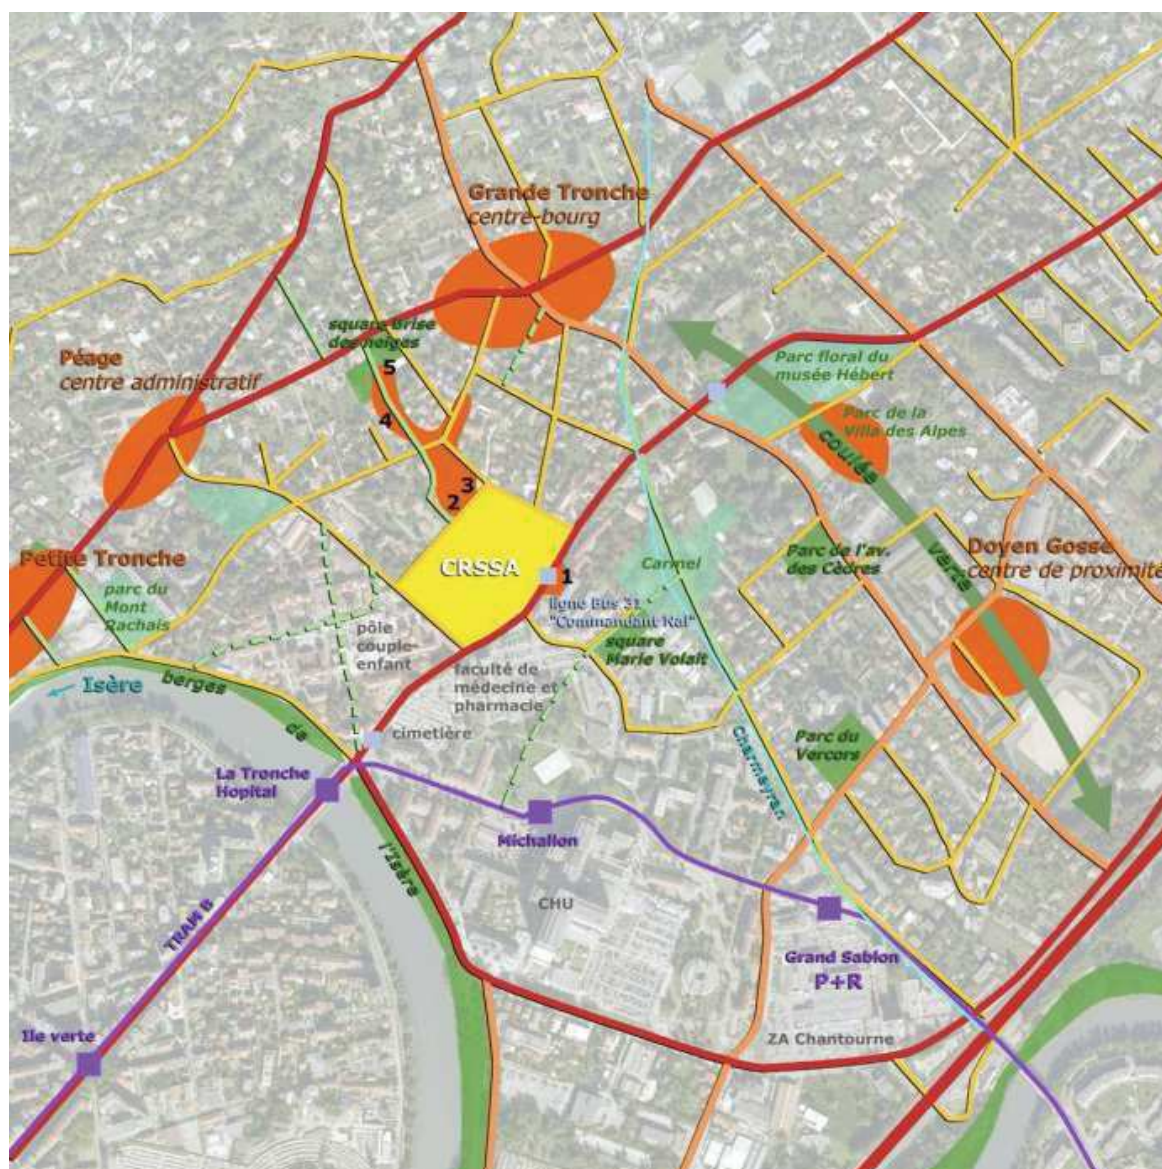 Grande Tronche
centre-bourg
square Brise
des neiges
Péage
centre administratif
5
4
3
2
Parc floral du
musée Hébert
Parc de la
Villa des Alpes
coulée
verte
Petite Tronche
parc du
Mont
Rachais
CRSSA
1
ligne Bus 31
"Commandant Nal"
Carmel
Parc de l'av.
des Cèdres
Doyen Gosse
centre de proximité
pôle
couple-
enfant
square
Marie Volait
faculté de
médecine et
pharmacie
Isère
berges
de
l'Isère
cimetière
Parc du
Vercors
Charmeyran
La Tronche
Hopital
Michallon
TRAM B
CHU
Grand Sablon
P+R
Ile verte
ZA Chantourne